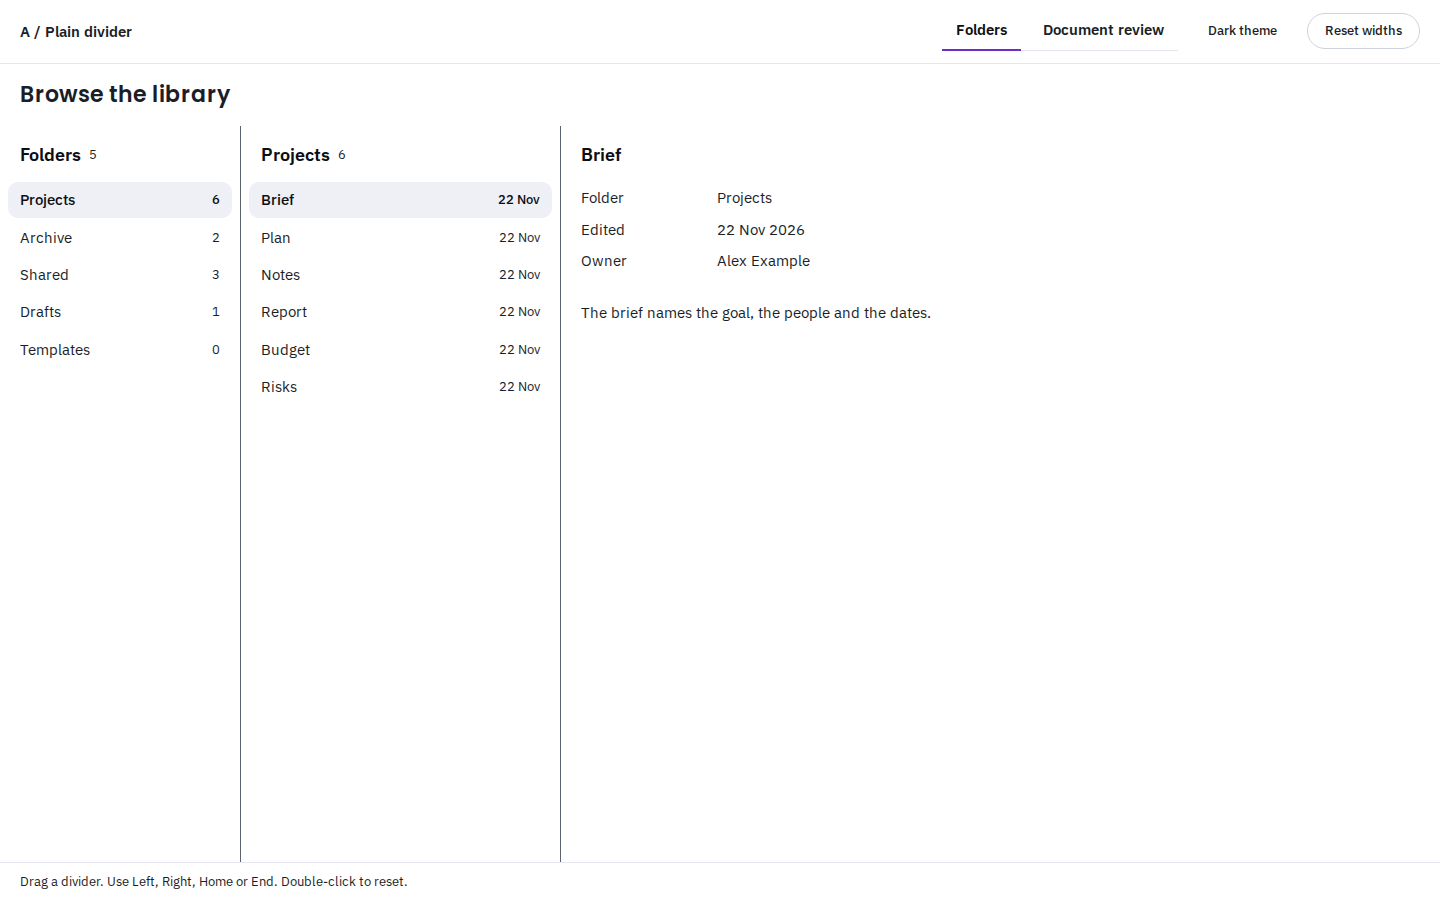 A / Plain divider
Folders
Document review
Dark theme
Reset widths
Browse the library
Folders 5
Projects 6
Archive 2
Shared 3
Drafts 1
Templates 0
Projects 6
Brief 22 Nov
Plan 22 Nov
Notes 22 Nov
Report 22 Nov
Budget 22 Nov
Risks 22 Nov
Brief
Folder Projects
Edited 22 Nov 2026
Owner Alex Example
The brief names the goal, the people and the dates.
Drag a divider. Use Left, Right, Home or End. Double-click to reset.